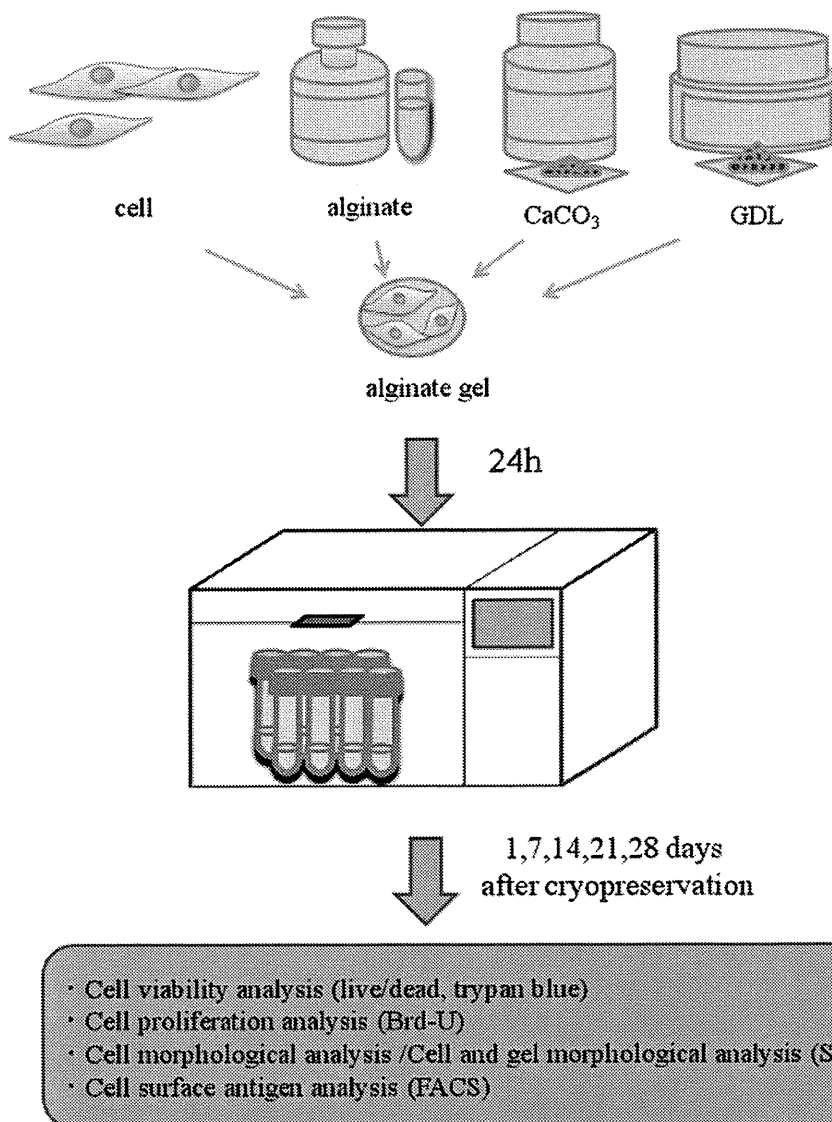 cell
alginate
CaCO₃
GDL
alginate gel
24h
1,7,14,21,28 days
after cryopreservation
· Cell viability analysis (live/dead, trypan blue)
· Cell proliferation analysis (Brd-U)
· Cell morphological analysis /Cell and gel morphological analysis (S
· Cell surface antigen analysis (FACS)